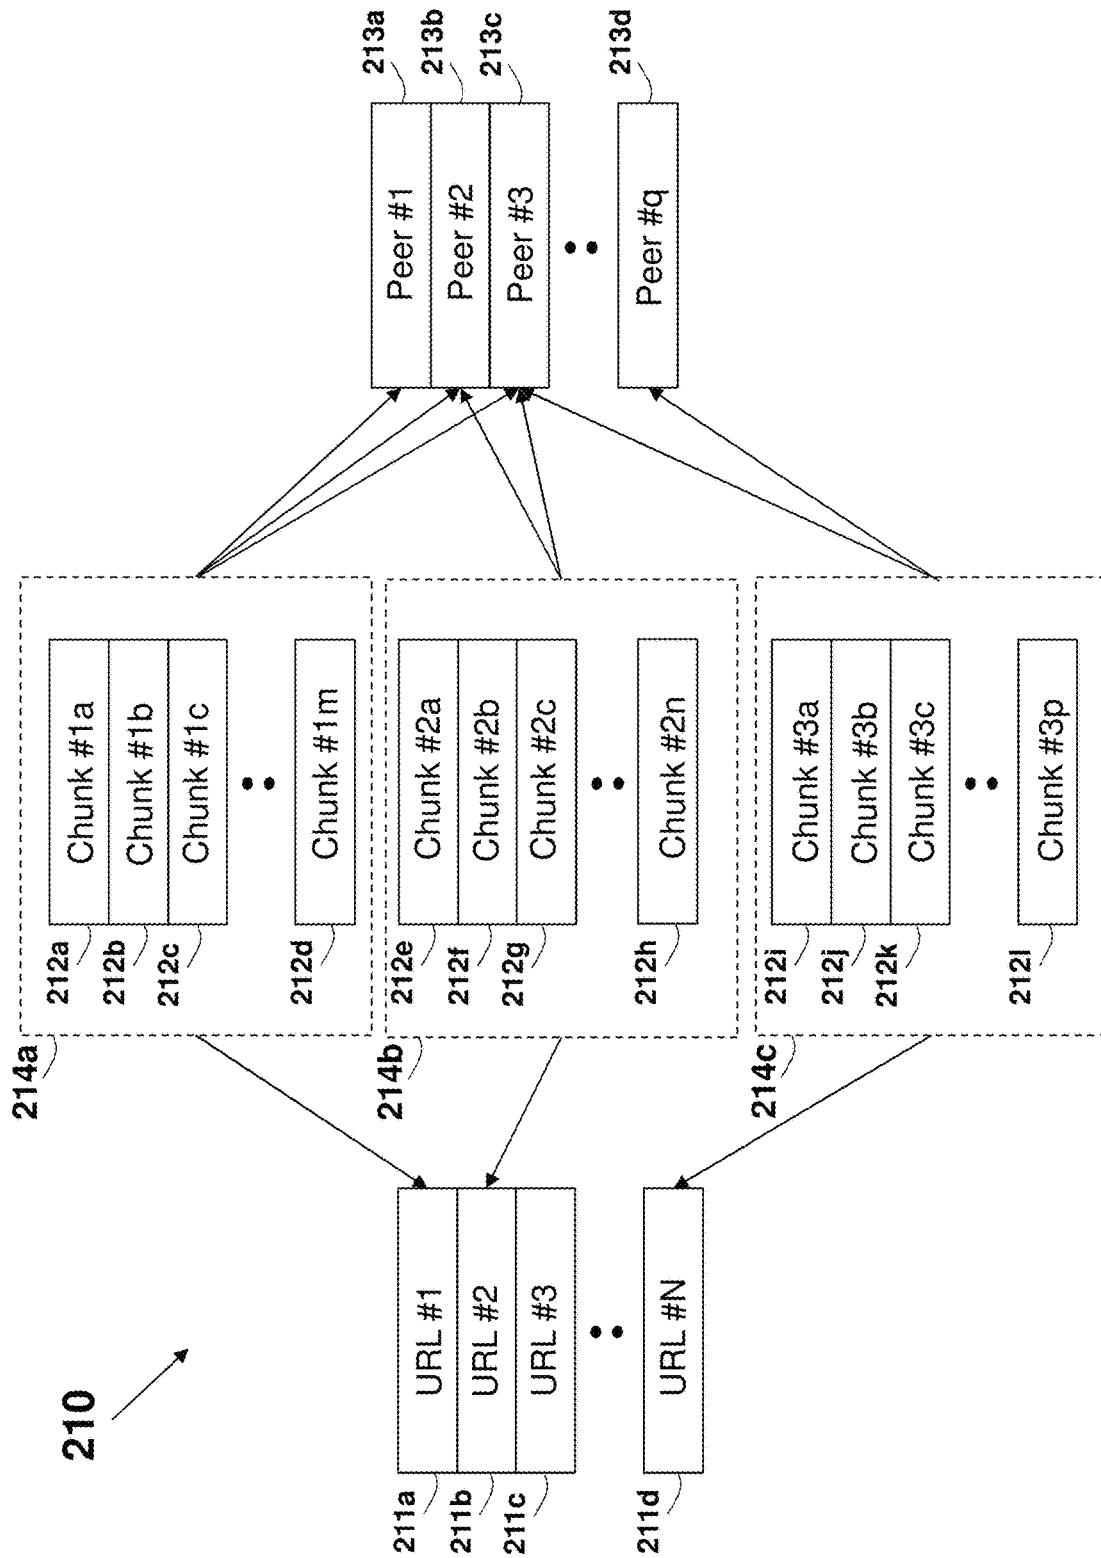 210
211a
URL #1
211b
URL #2
211c
URL #3
211d
URL #N
214a
212a
Chunk #1a
212b
Chunk #1b
212c
Chunk #1c
212d
Chunk #1m
214b
212e
Chunk #2a
212f
Chunk #2b
212g
Chunk #2c
212h
Chunk #2n
214c
212i
Chunk #3a
212j
Chunk #3b
212k
Chunk #3c
212l
Chunk #3p
Peer #1
213a
Peer #2
213b
Peer #3
213c
Peer #q
213d